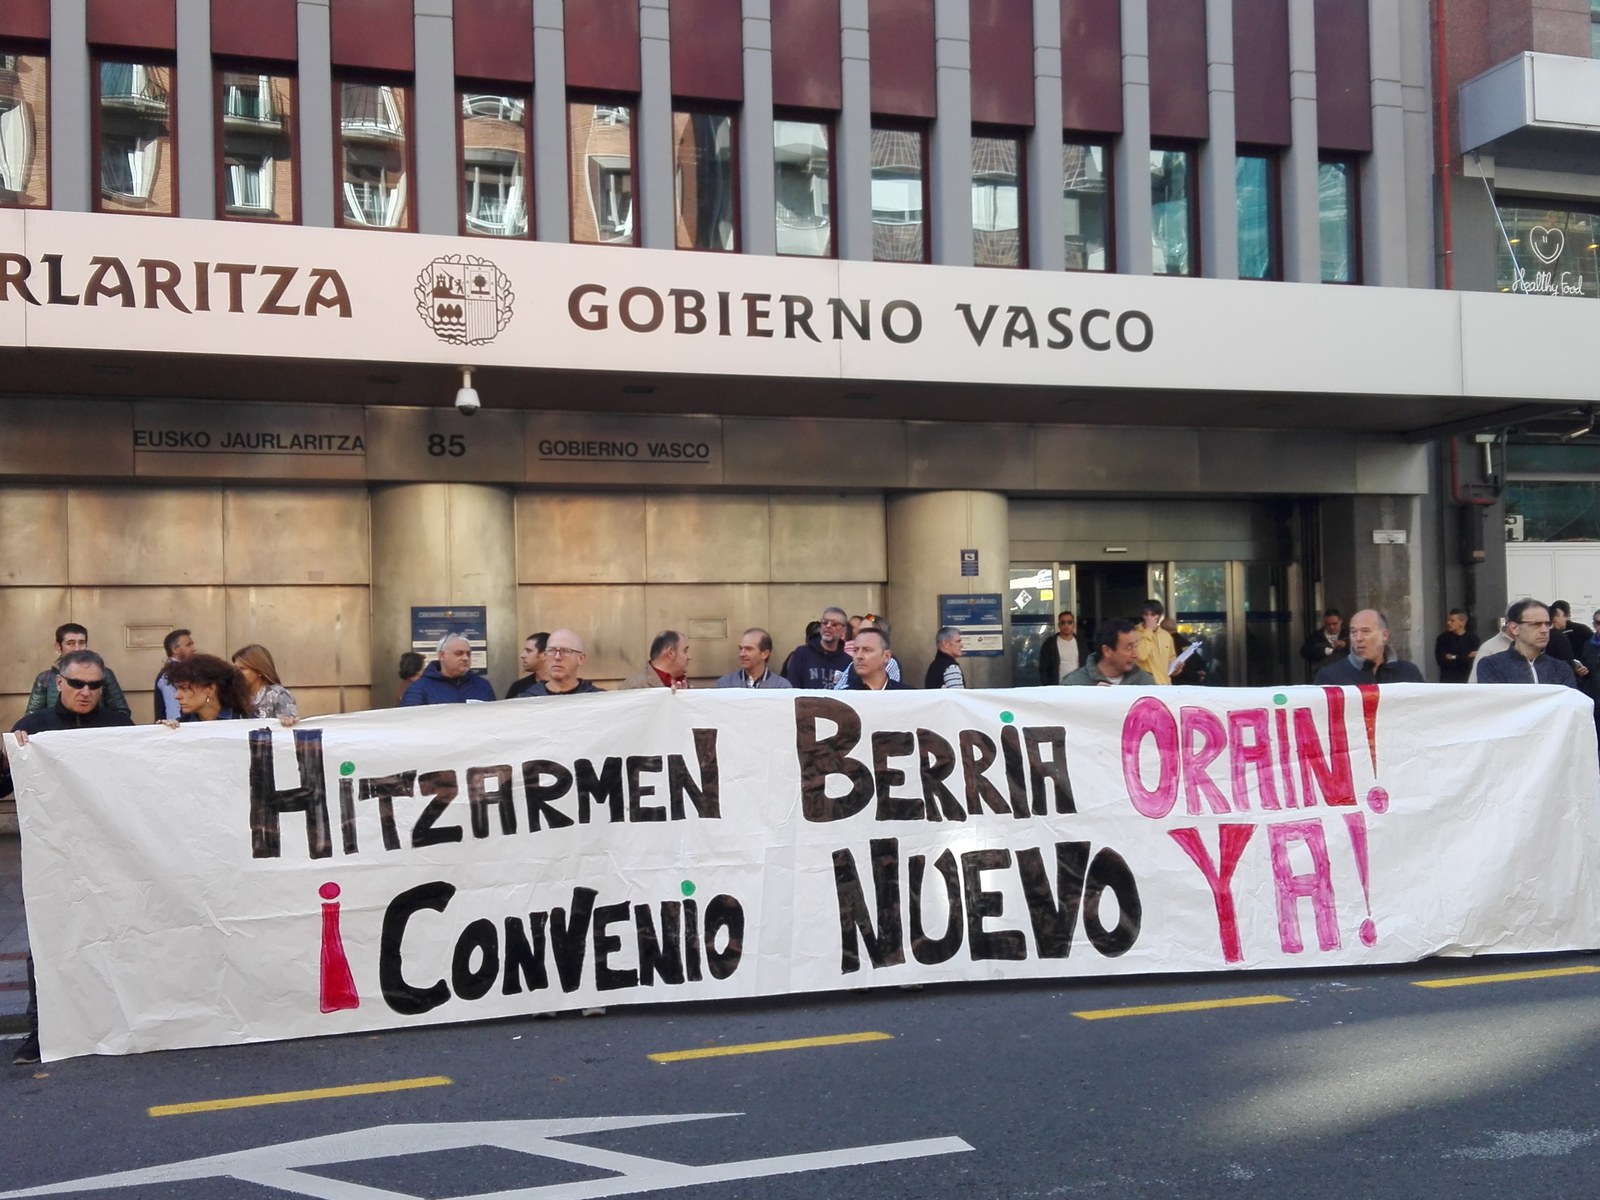 RLARITZA GOBIERNO VASCO
Healthy Food
EUSKO JAURLARITZA 85 GOBIERNO VASCO
HiTZARMEN BERRiA ORAiN!
¡CONVENiO NUEVO YA!